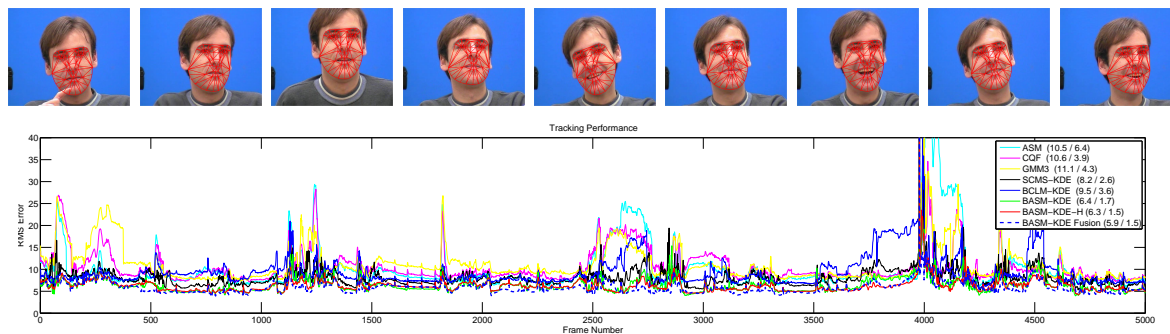 Tracking Performance
40
35
30
25
20
15
10
5
0
RMS Error
ASM (10.5 / 6.4)
CQF (10.6 / 3.9)
GMM3 (11.1 / 4.3)
SCMS-KDE (8.2 / 2.6)
BCLM-KDE (9.5 / 3.6)
BASM-KDE (6.4 / 1.7)
BASM-KDE-H (6.3 / 1.5)
BASM-KDE Fusion (5.9 / 1.5)
0 500 1000 1500 2000 2500 3000 3500 4000 4500 5000
Frame Number